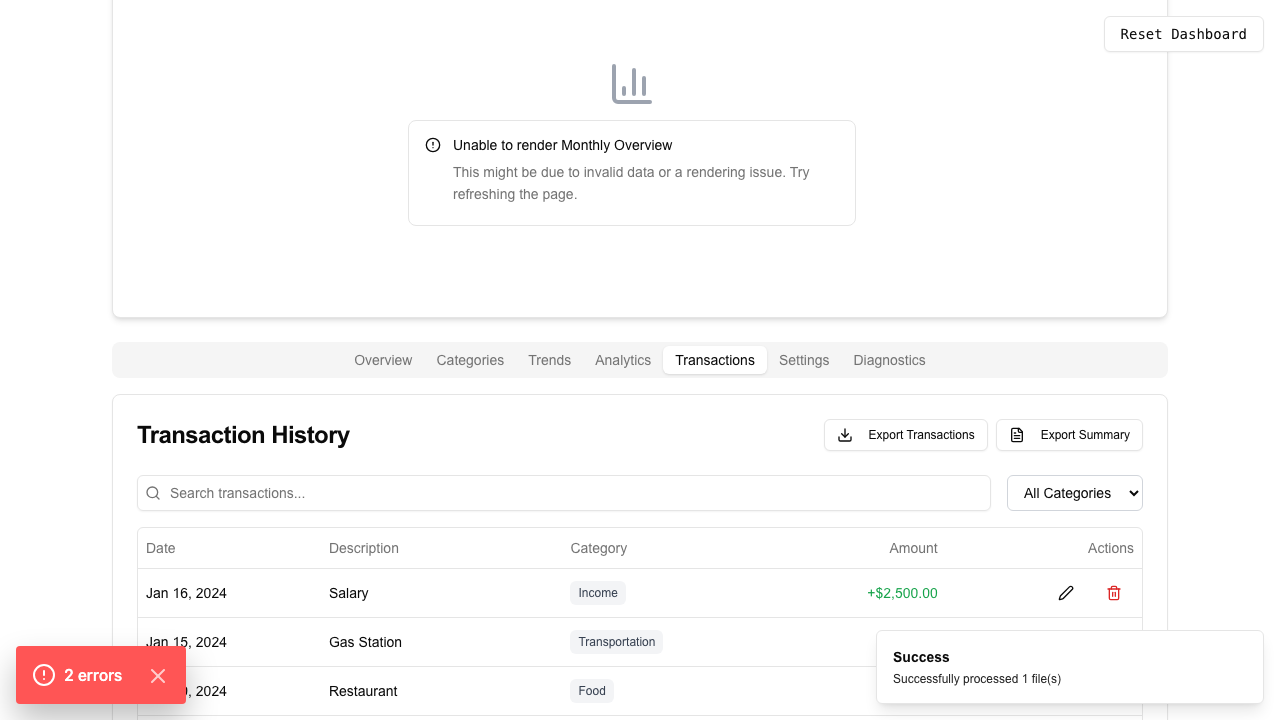 Reset Dashboard
Unable to render Monthly Overview
This might be due to invalid data or a rendering issue. Try
refreshing the page.
Overview Categories Trends Analytics Transactions Settings Diagnostics
Transaction History
Export Transactions
Export Summary
Search transactions...
All Categories
Date Description Category Amount Actions
Jan 16, 2024 Salary Income +$2,500.00
Jan 15, 2024 Gas Station Transportation
, 2024 Restaurant Food
2 errors
Success
Successfully processed 1 file(s)